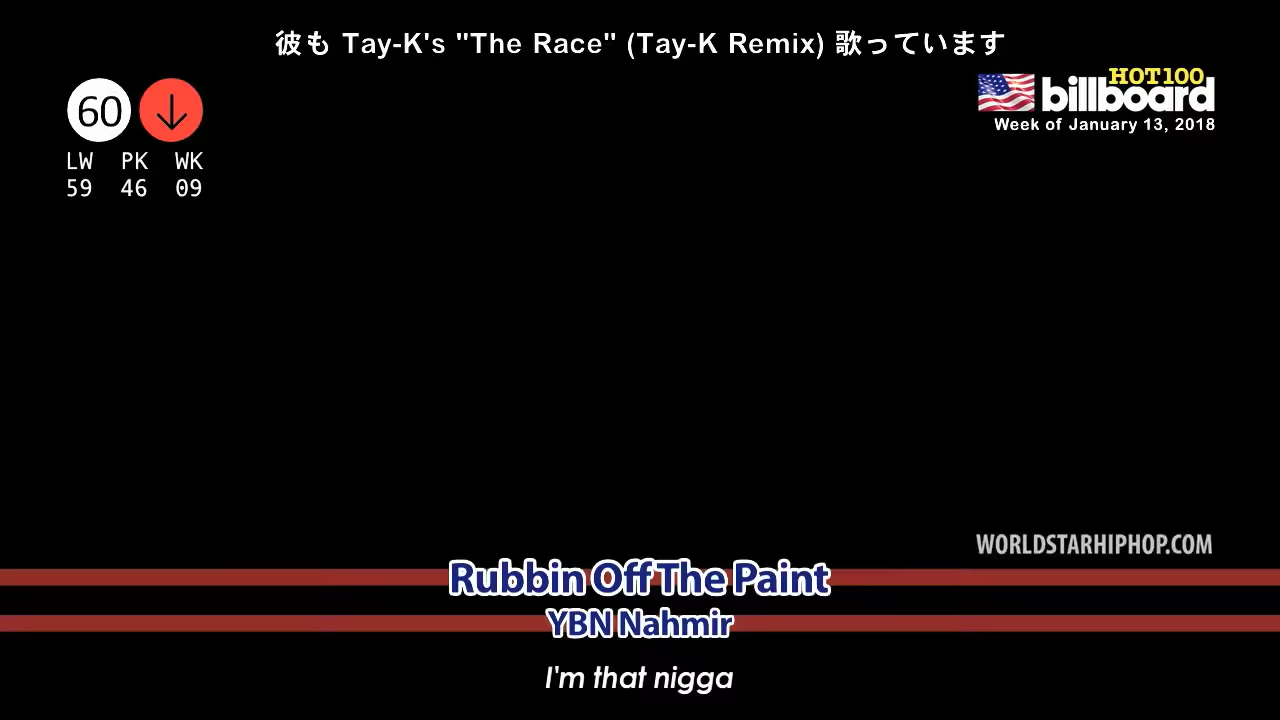 彼も Tay-K's "The Race" (Tay-K Remix) 歌っています
60 ↓
LW PK WK
59 46 09
HOT100
billboard
Week of January 13, 2018
WORLDSTARHIPHOP.COM
Rubbin Off The Paint
YBN Nahmir
I'm that nigga